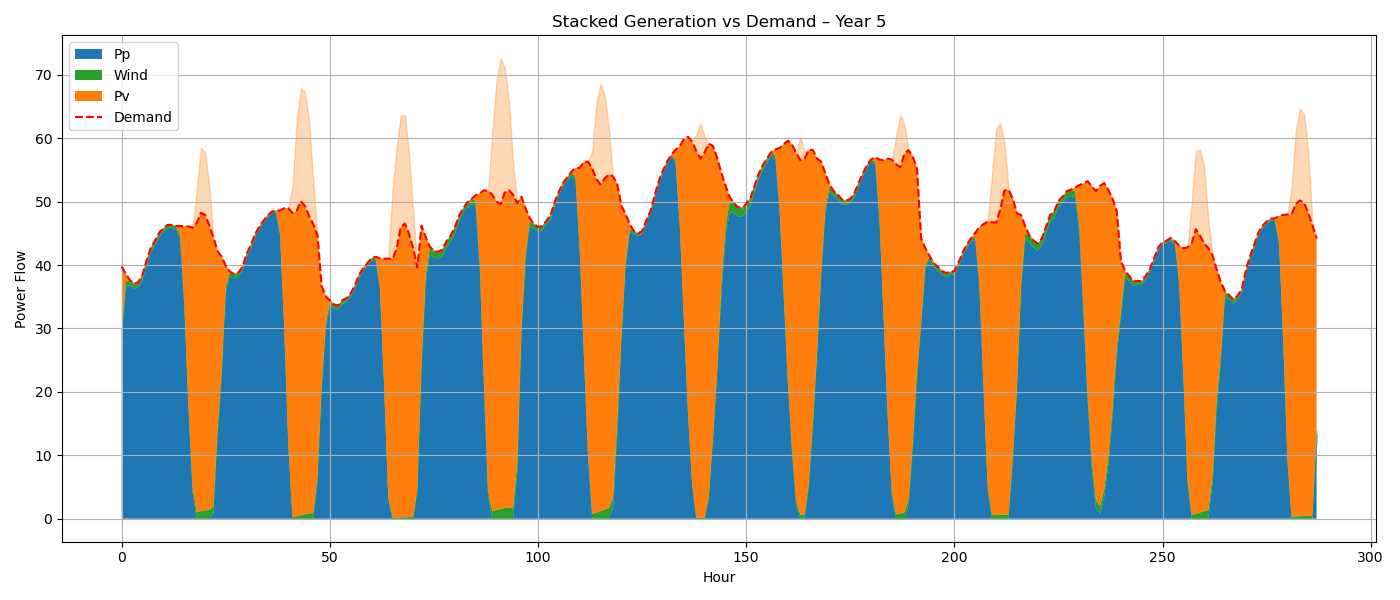 Stacked Generation vs Demand – Year 5
Pp
Wind
Pv
Demand
Power Flow
70
60
50
40
30
20
10
0
0 50 100 150 200 250 300
Hour